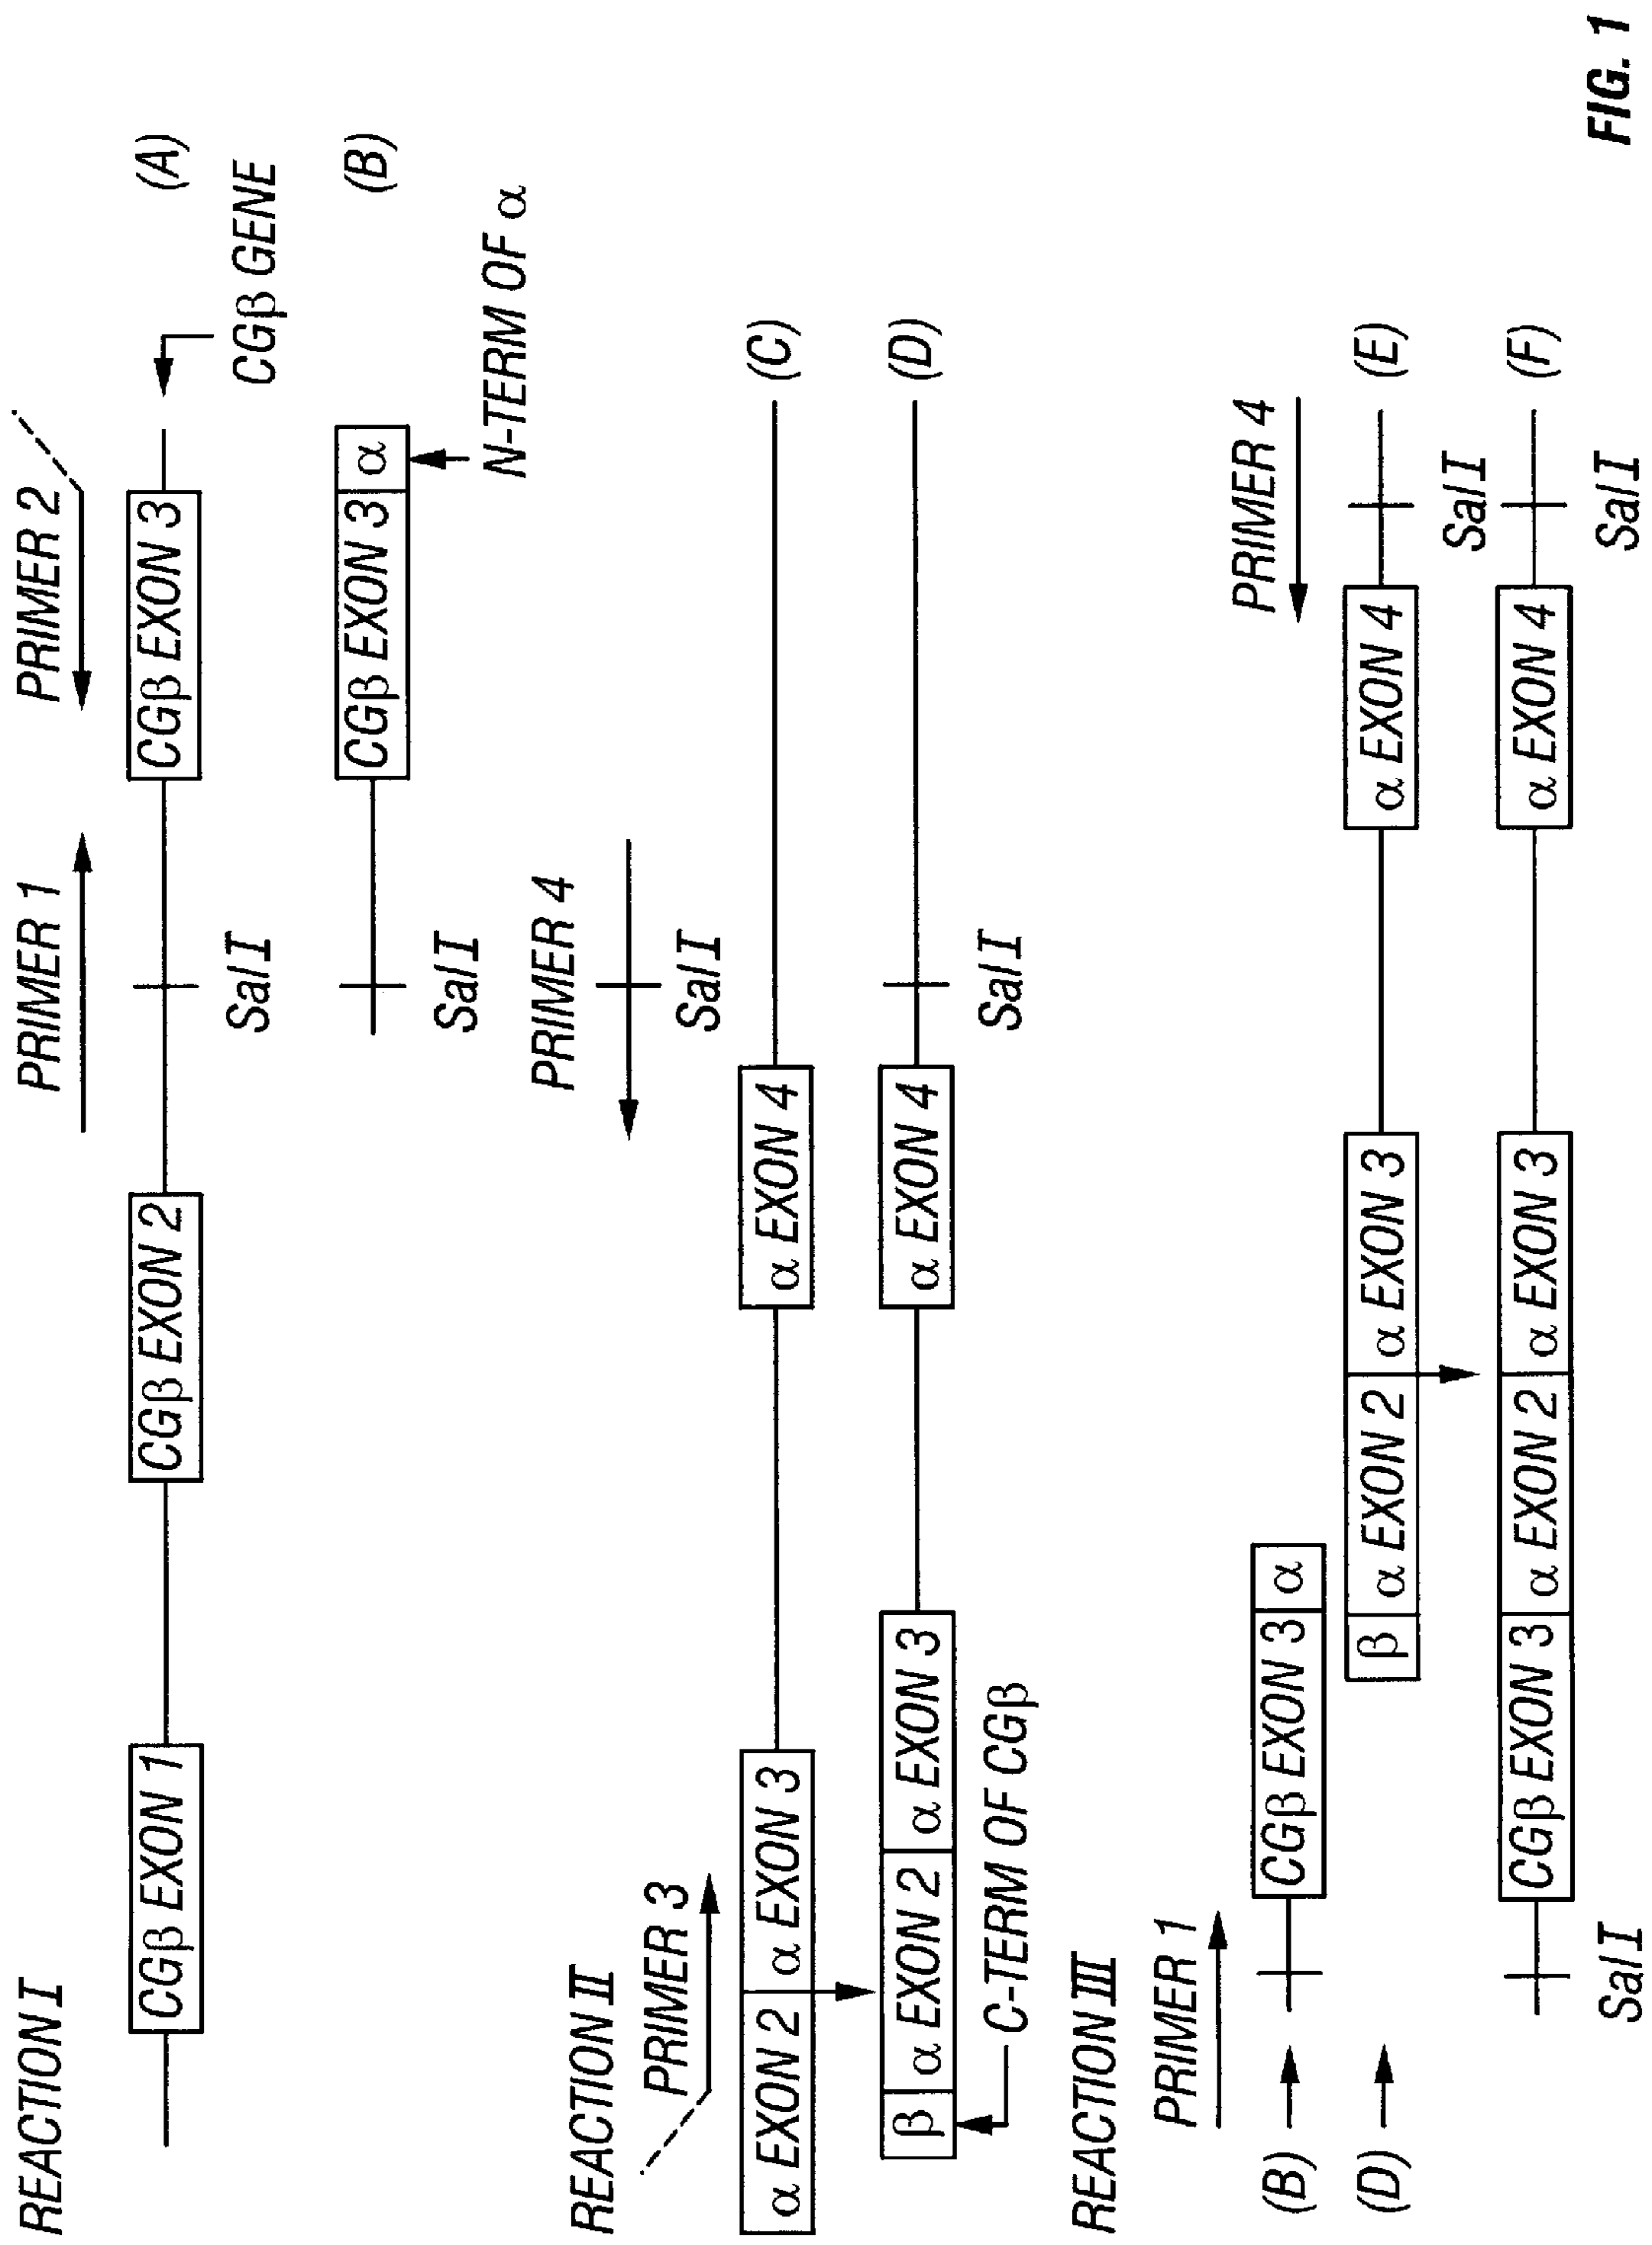 REACTION I
PRIMER 1
PRIMER 2
CGβ EXON 1
CGβ EXON 2
CGβ EXON 3
(A)
SalI
CGβ GENE
CGβ EXON 3
α
(B)
SalI
N-TERM OF α
REACTION II
PRIMER 3
PRIMER 4
SalI
α EXON 2
α EXON 3
α EXON 4
(C)
β
α EXON 2
α EXON 3
α EXON 4
(D)
SalI
C-TERM OF CGβ
REACTION III
PRIMER 1
PRIMER 4
(B)
CGβ EXON 3
α
(D)
β
α EXON 2
α EXON 3
α EXON 4
(E)
SalI
CGβ EXON 3
α EXON 2
α EXON 3
α EXON 4
(F)
SalI
SalI
FIG. 1